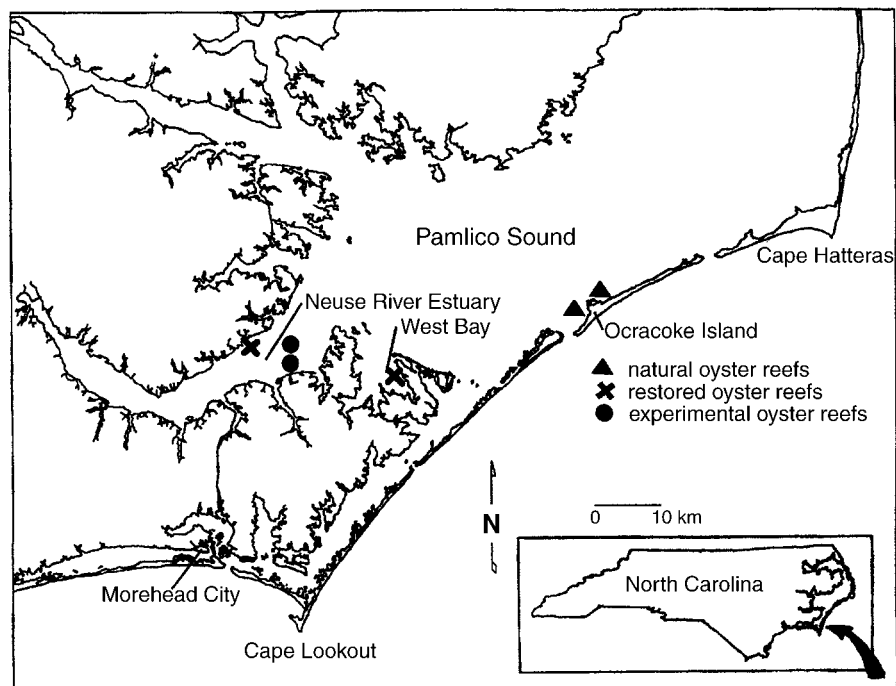 Pamlico Sound
Cape Hatteras
Neuse River Estuary
West Bay
Ocracoke Island
natural oyster reefs
restored oyster reefs
experimental oyster reefs
N
0 10 km
North Carolina
Morehead City
Cape Lookout